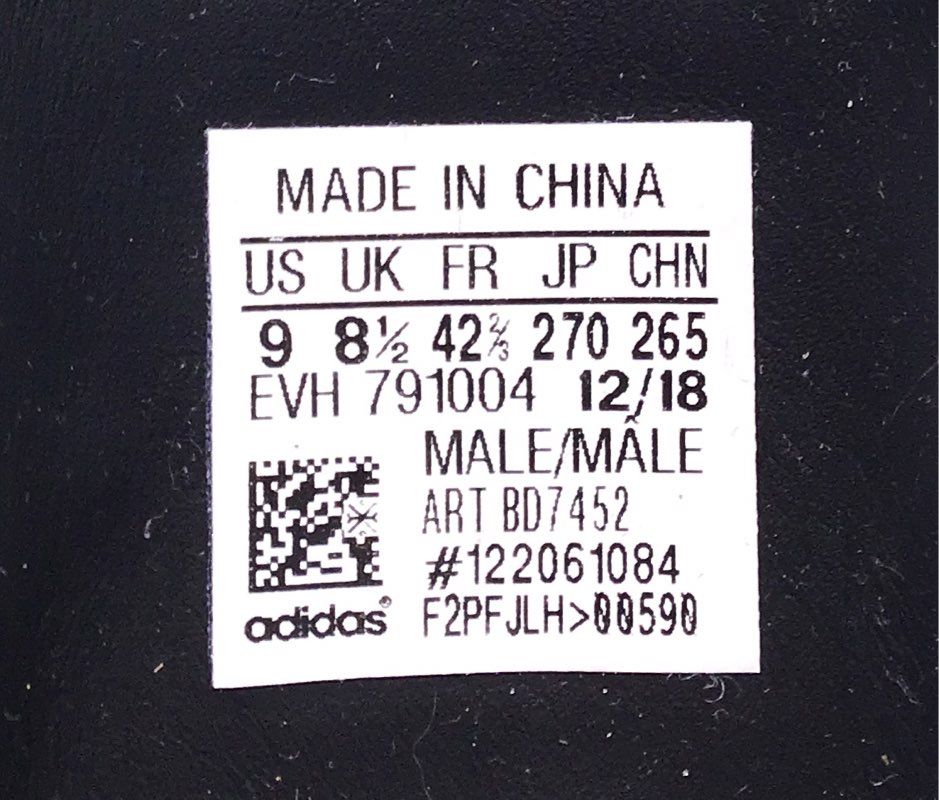 MADE IN CHINA
US UK FR JP CHN
9 8½ 42⅔ 270 265
EVH 791004 12/18
MALE/MÂLE
ART BD7452
#122061084
adidas® F2PFJLH>00590